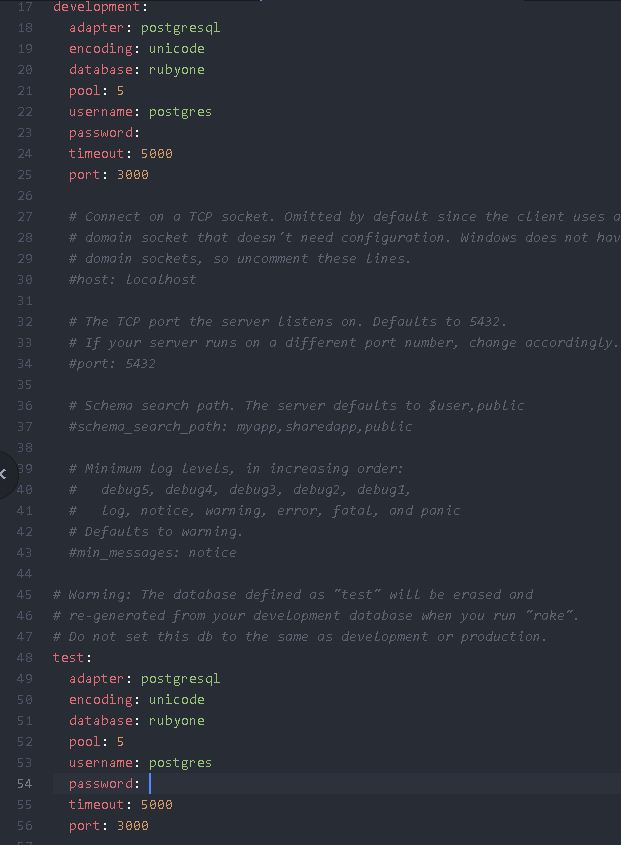 17 development:
18 adapter: postgresql
19 encoding: unicode
20 database: rubyone
21 pool: 5
22 username: postgres
23 password:
24 timeout: 5000
25 port: 3000
26
27 # Connect on a TCP socket. Omitted by default since the client uses a
28 # domain socket that doesn't need configuration. Windows does not hav
29 # domain sockets, so uncomment these lines.
30 #host: localhost
31
32 # The TCP port the server listens on. Defaults to 5432.
33 # If your server runs on a different port number, change accordingly.
34 #port: 5432
35
36 # Schema search path. The server defaults to $user,public
37 #schema_search_path: myapp,sharedapp,public
38
39 # Minimum log levels, in increasing order:
40 # debug5, debug4, debug3, debug2, debug1,
41 # log, notice, warning, error, fatal, and panic
42 # Defaults to warning.
43 #min_messages: notice
44
45 # Warning: The database defined as "test" will be erased and
46 # re-generated from your development database when you run "rake".
47 # Do not set this db to the same as development or production.
48 test:
49 adapter: postgresql
50 encoding: unicode
51 database: rubyone
52 pool: 5
53 username: postgres
54 password:
55 timeout: 5000
56 port: 3000